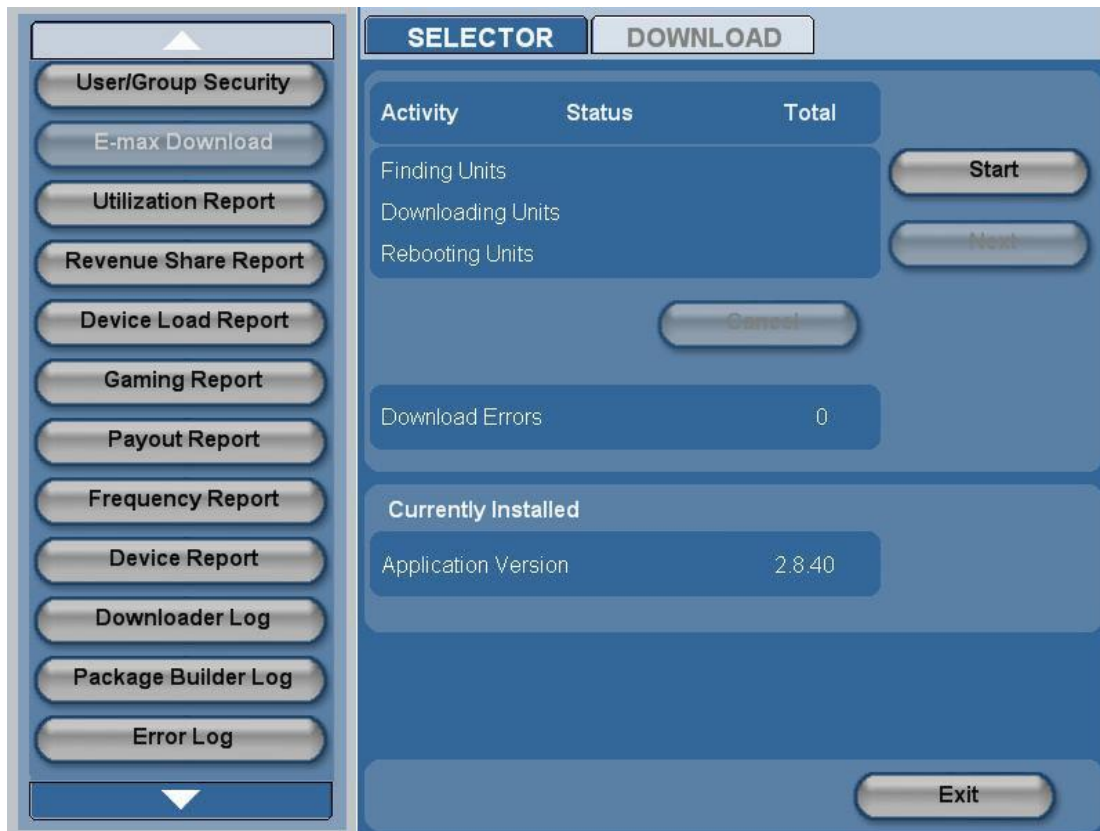 User/Group Security
E-max Download
Utilization Report
Revenue Share Report
Device Load Report
Gaming Report
Payout Report
Frequency Report
Device Report
Downloader Log
Package Builder Log
Error Log
SELECTOR DOWNLOAD
Activity Status Total
Finding Units
Downloading Units
Rebooting Units
Start
Next
Cancel
Download Errors 0
Currently Installed
Application Version 2.8.40
Exit